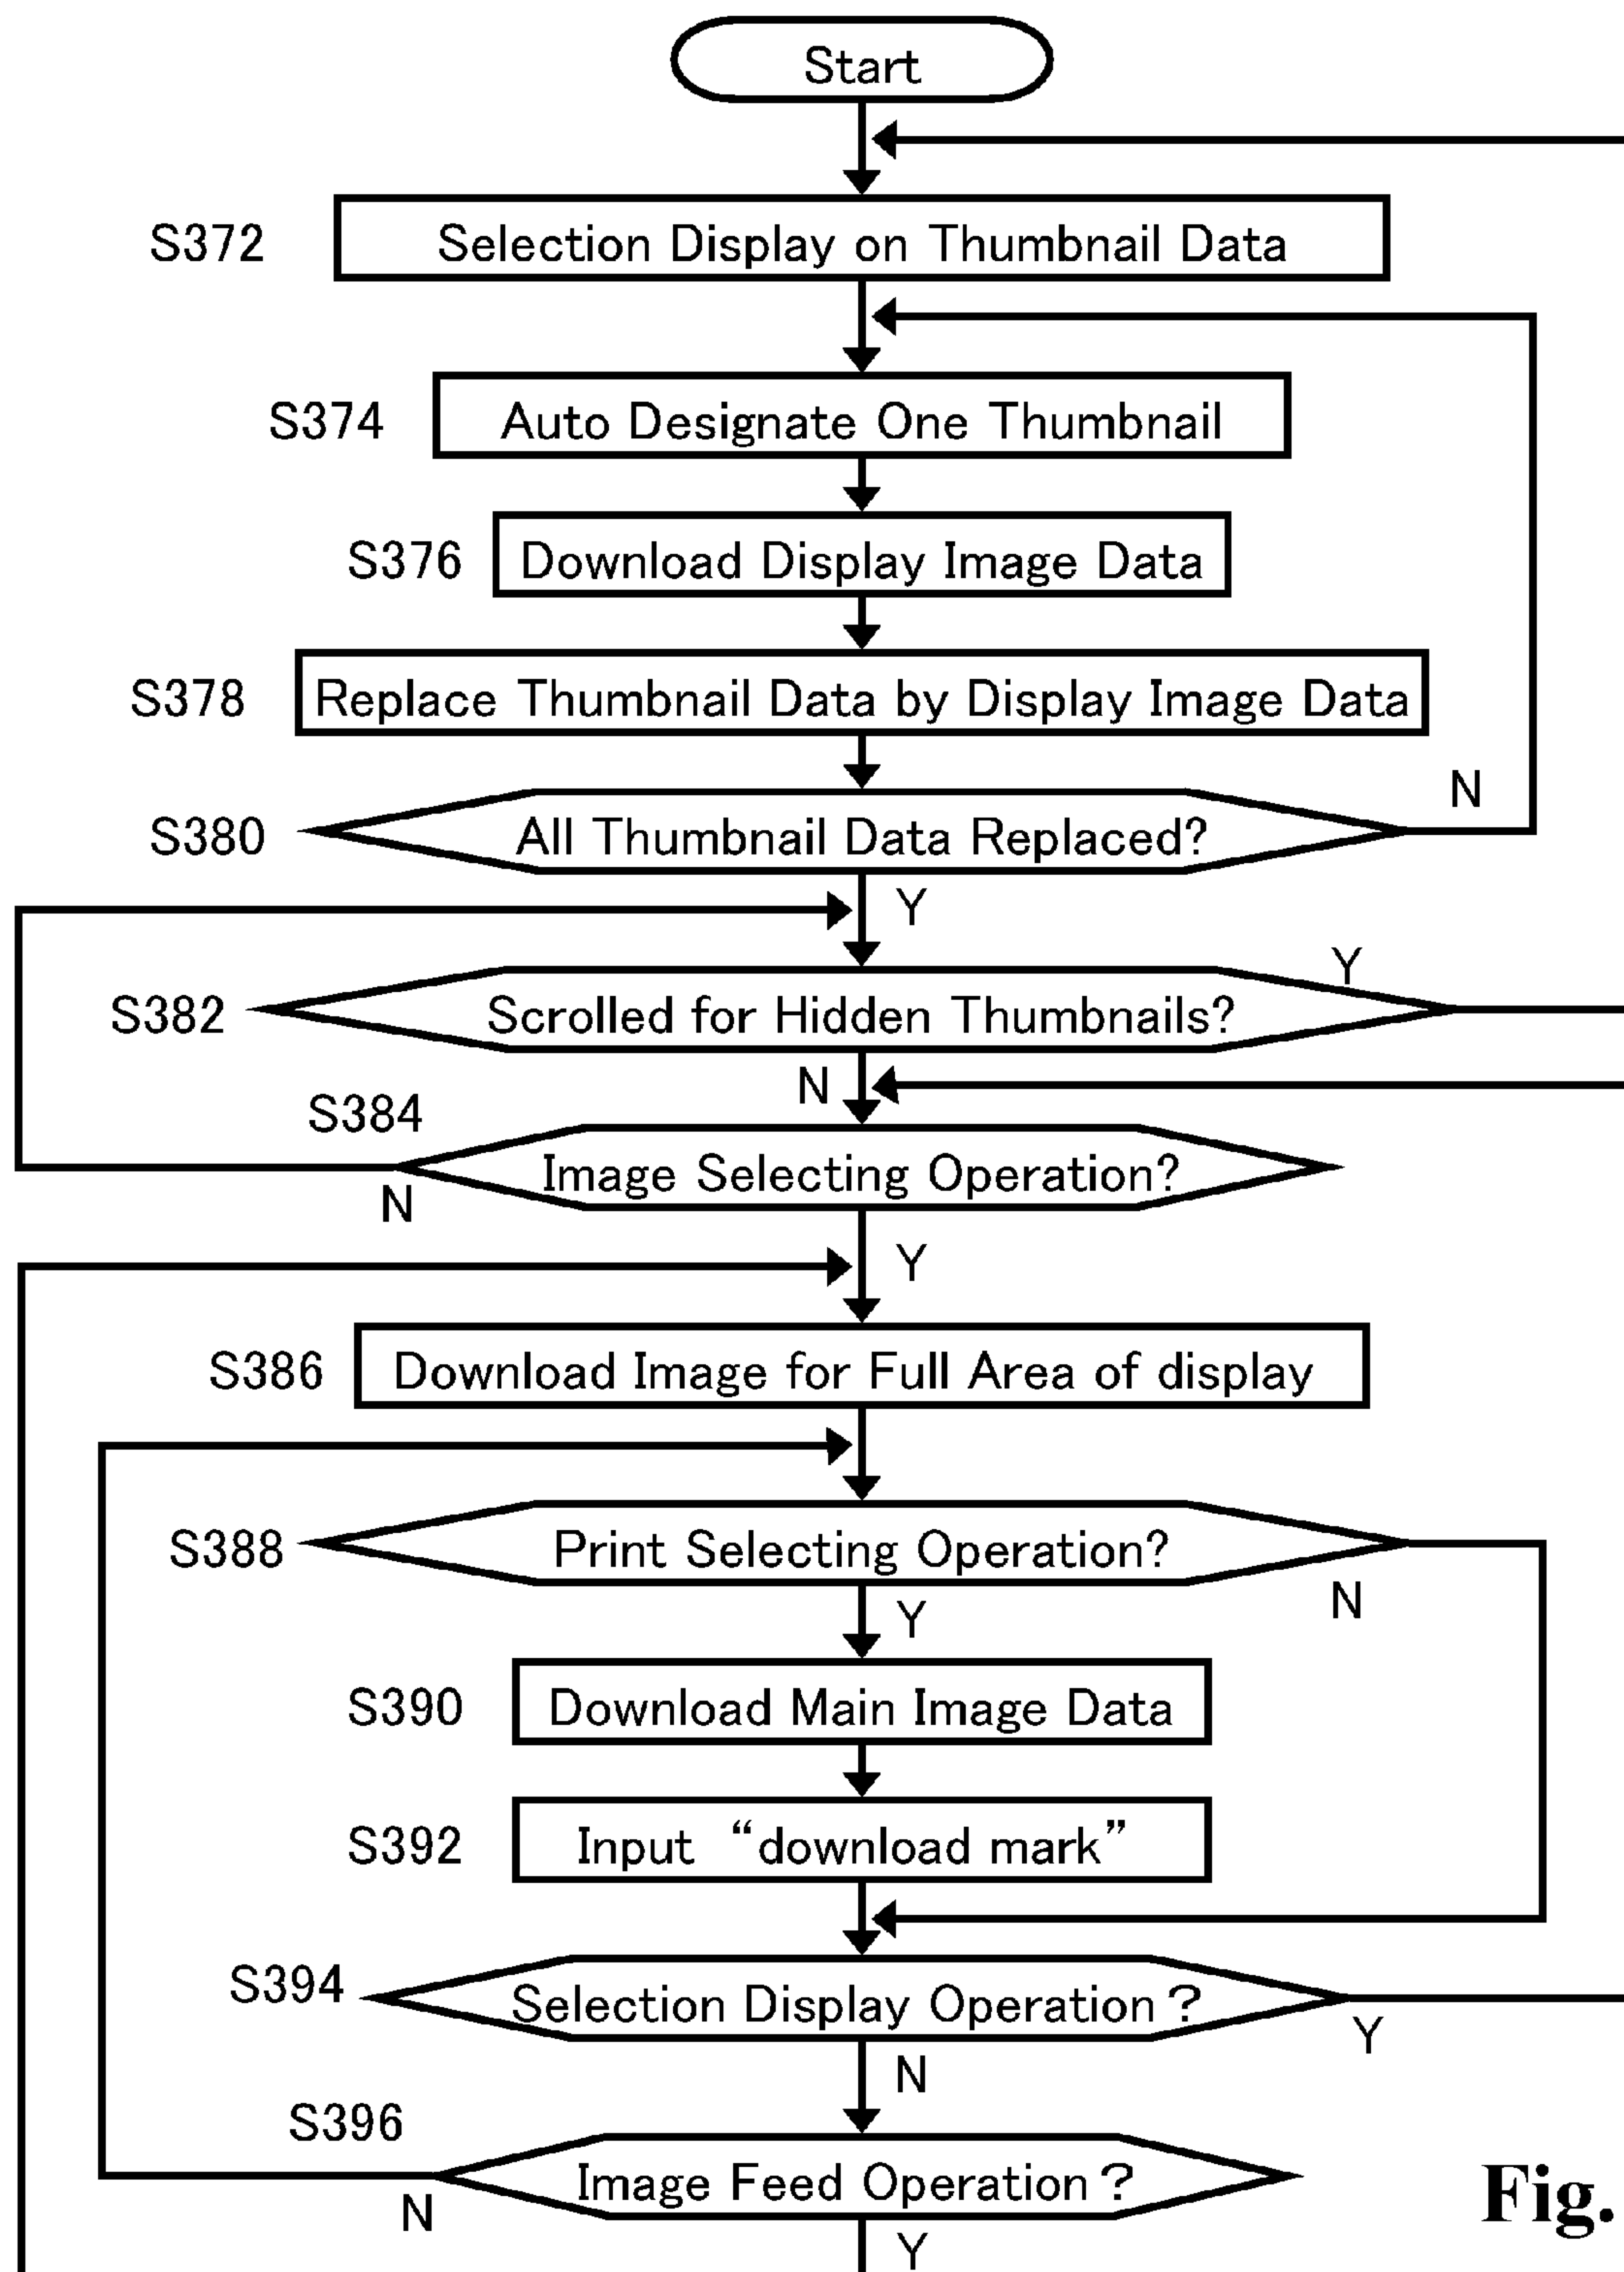 Start
S372
Selection Display on Thumbnail Data
S374
Auto Designate One Thumbnail
S376
Download Display Image Data
S378
Replace Thumbnail Data by Display Image Data
N
S380
All Thumbnail Data Replaced?
Y
Y
S382
Scrolled for Hidden Thumbnails?
N
S384
Image Selecting Operation?
N
Y
S386
Download Image for Full Area of display
S388
Print Selecting Operation?
N
Y
S390
Download Main Image Data
S392
Input “download mark”
S394
Selection Display Operation?
Y
N
S396
Image Feed Operation?
N
Y
Fig.